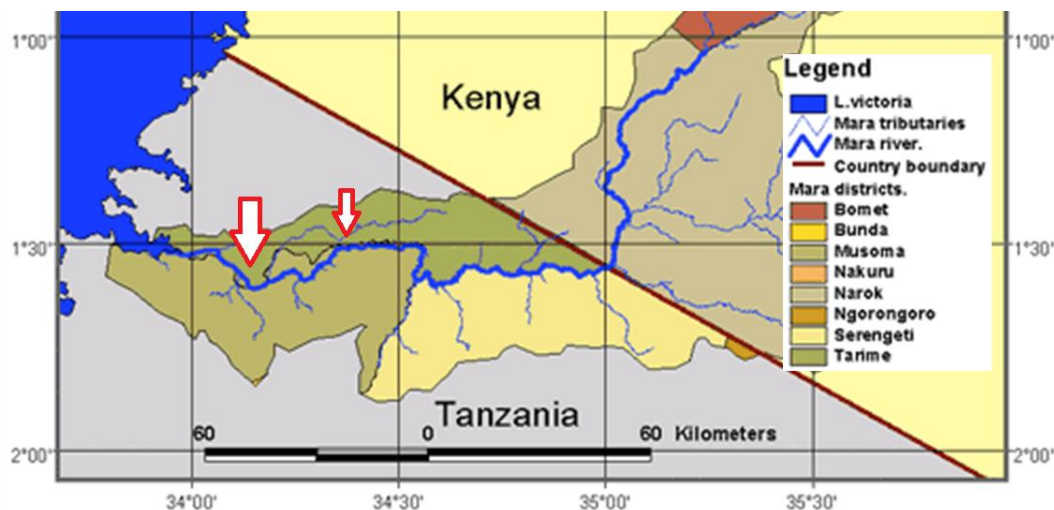 1°00'
1°00'
Kenya
Legend
L.victoria
Mara tributaries
Mara river.
Country boundary
Mara districts.
Bomet
Bunda
Musoma
Nakuru
Narok
Ngorongoro
Serengeti
Tarime
1°30'
1°30'
Tanzania
60 0 60 Kilometers
2°00'
2°00'
34°00' 34°30' 35°00' 35°30'